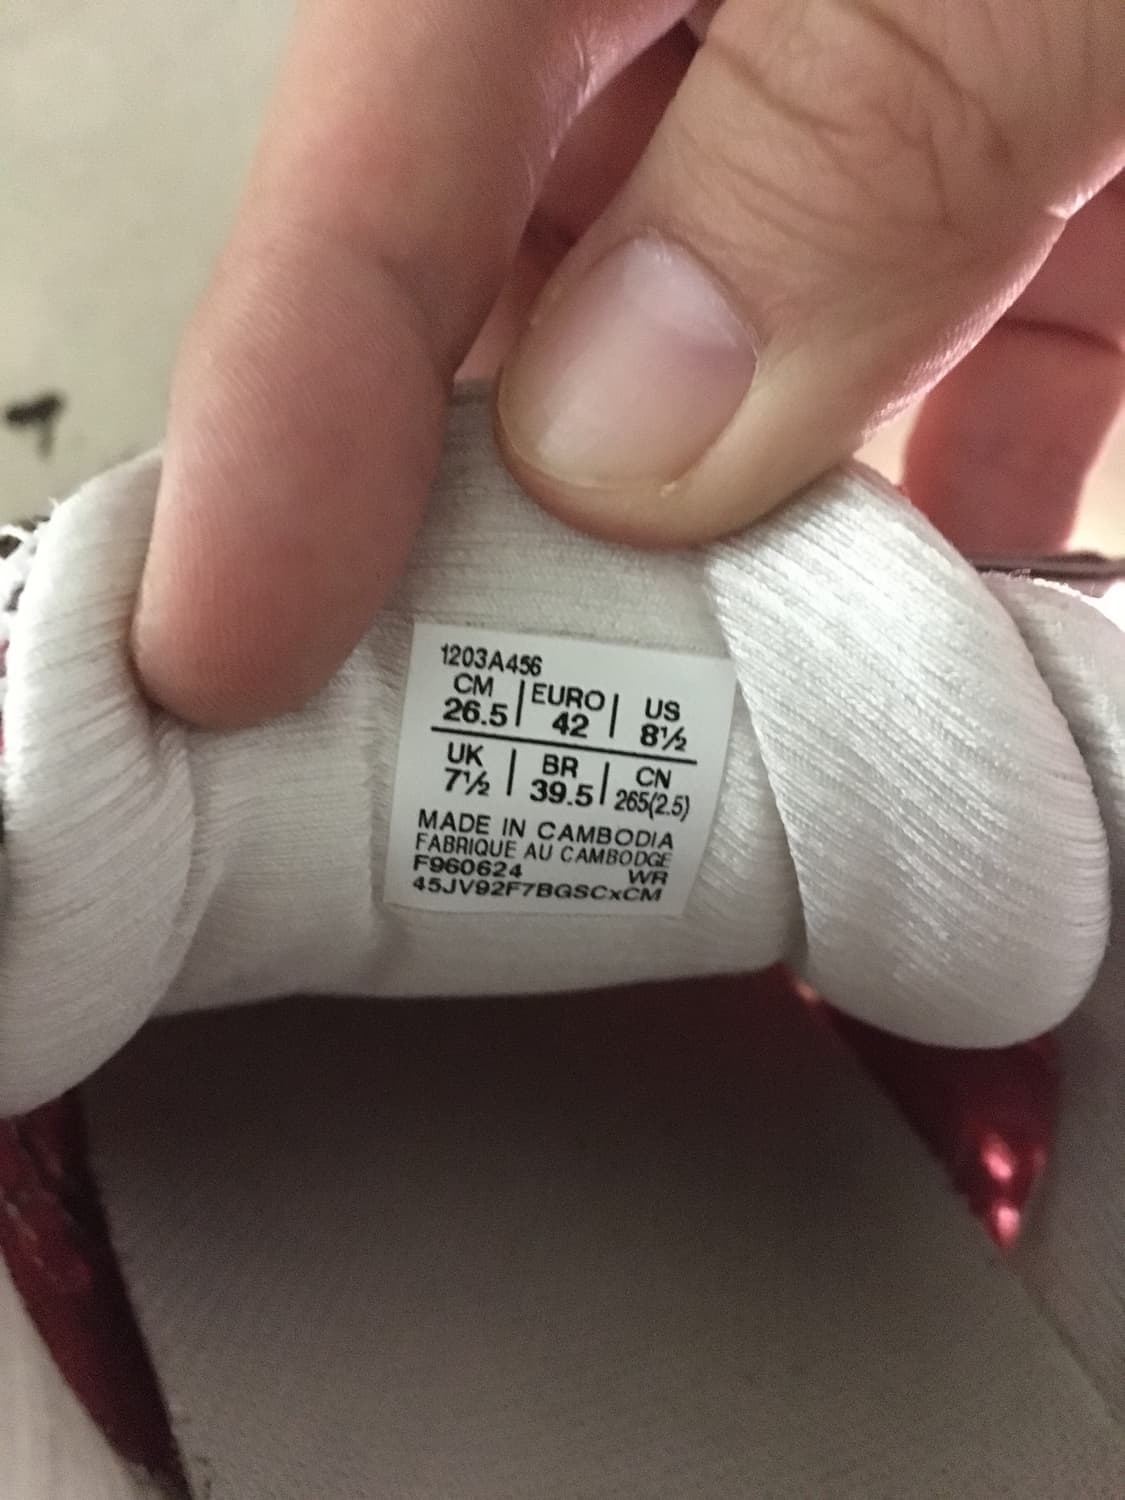 1203A456
CM | EURO | US
26.5 | 42 | 8½
UK | BR | CN
7½ | 39.5 | 265(2.5)
MADE IN CAMBODIA
FABRIQUE AU CAMBODGE
F960624 WR
45JV92F7BGSCxCM